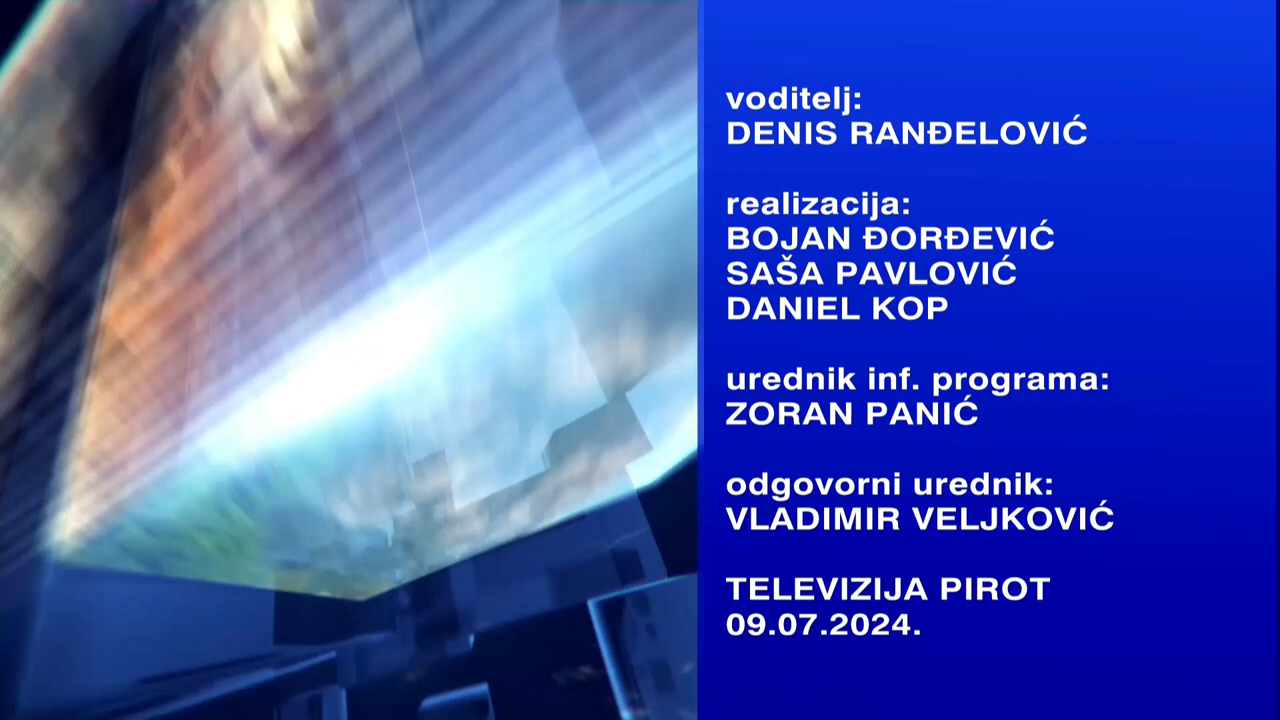 voditelj:
DENIS RANĐELOVIĆ
realizacija:
BOJAN ĐORĐEVIĆ
SAŠA PAVLOVIĆ
DANIEL KOP
urednik inf. programa:
ZORAN PANIĆ
odgovorni urednik:
VLADIMIR VELJKOVIĆ
TELEVIZIJA PIROT
09.07.2024.